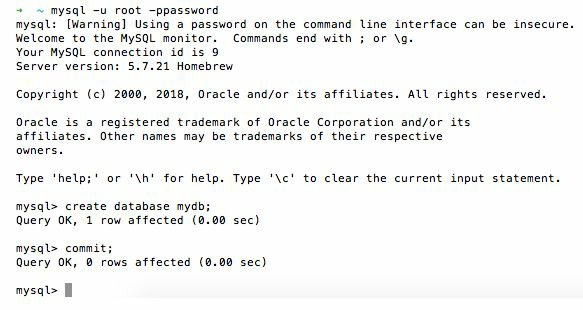 → ~ mysql -u root -ppassword
mysql: [Warning] Using a password on the command line interface can be insecure.
Welcome to the MySQL monitor.  Commands end with ; or \g.
Your MySQL connection id is 9
Server version: 5.7.21 Homebrew
Copyright (c) 2000, 2018, Oracle and/or its affiliates. All rights reserved.
Oracle is a registered trademark of Oracle Corporation and/or its
affiliates. Other names may be trademarks of their respective
owners.
Type 'help;' or '\h' for help. Type '\c' to clear the current input statement.
mysql> create database mydb;
Query OK, 1 row affected (0.00 sec)
mysql> commit;
Query OK, 0 rows affected (0.00 sec)
mysql>